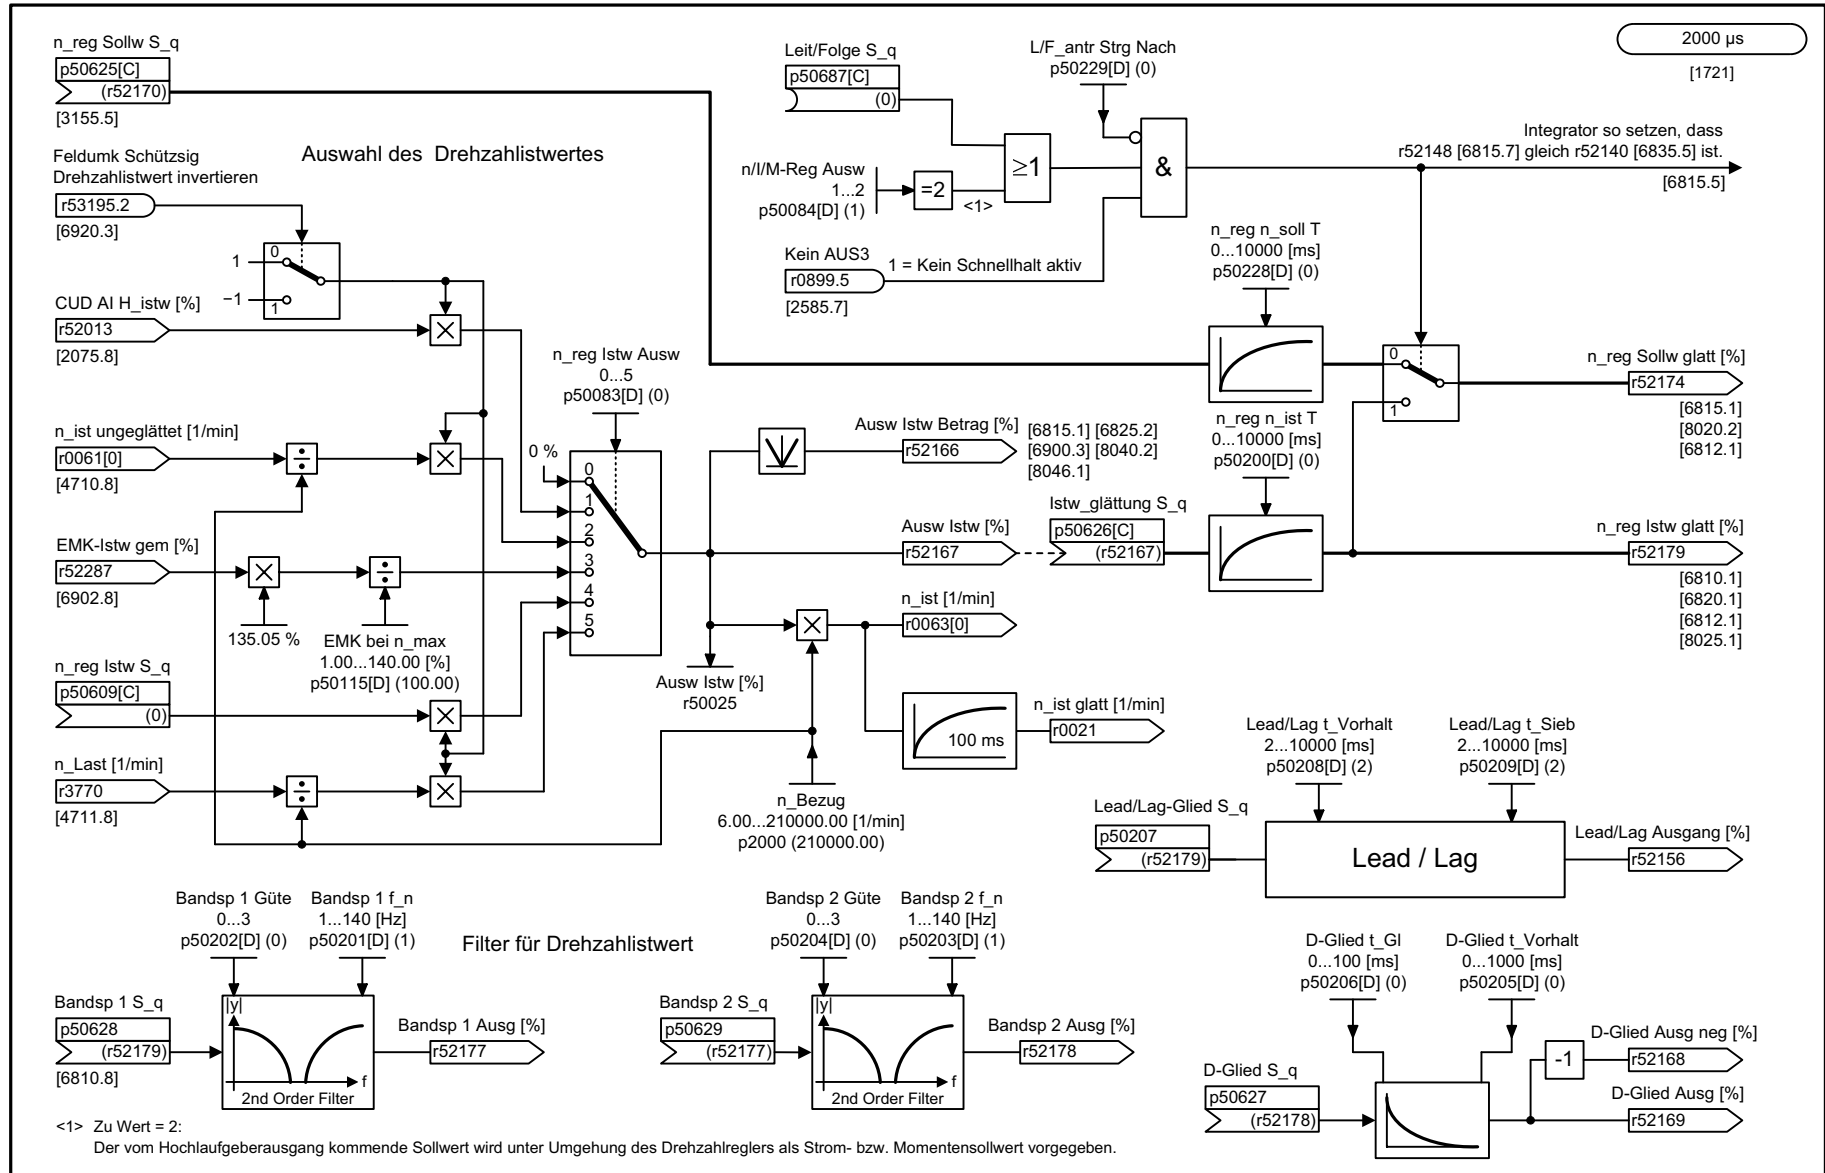 n_reg Sollw S_q
p50625[C]
(r52170)
[3155.5]
Leit/Folge S_q
p50687[C]
(0)
L/F_antr Strg Nach
p50229[D] (0)
2000 µs
[1721]
Feldumk Schützsig
Drehzahlistwert invertieren
r53195.2
[6920.3]
Auswahl des Drehzahlistwertes
n/I/M-Reg Ausw
1...2
p50084[D] (1)
=2
<1>
≥1
&
Integrator so setzen, dass
r52148 [6815.7] gleich r52140 [6835.5] ist.
[6815.5]
Kein AUS3
r0899.5
1 = Kein Schnellhalt aktiv
[2585.7]
1
0
−1
1
CUD AI H_istw [%]
r52013
[2075.8]
n_reg n_soll T
0...10000 [ms]
p50228[D] (0)
n_reg Istw Ausw
0...5
p50083[D] (0)
0
1
n_reg Sollw glatt [%]
r52174
[6815.1]
[8020.2]
[6812.1]
n_ist ungeglättet [1/min]
r0061[0]
[4710.8]
÷
0 %
0
1
2
3
4
5
Ausw Istw Betrag [%]
r52166
[6815.1] [6825.2]
[6900.3] [8040.2]
[8046.1]
n_reg n_ist T
0...10000 [ms]
p50200[D] (0)
Ausw Istw [%]
r52167
Istw_glättung S_q
p50626[C]
(r52167)
n_reg Istw glatt [%]
r52179
[6810.1]
[6820.1]
[6812.1]
[8025.1]
EMK-Istw gem [%]
r52287
[6902.8]
135.05 %
÷
EMK bei n_max
1.00...140.00 [%]
p50115[D] (100.00)
n_ist [1/min]
r0063[0]
Ausw Istw [%]
r50025
n_reg Istw S_q
p50609[C]
(0)
100 ms
n_ist glatt [1/min]
r0021
n_Last [1/min]
r3770
[4711.8]
÷
n_Bezug
6.00...210000.00 [1/min]
p2000 (210000.00)
Lead/Lag t_Vorhalt
2...10000 [ms]
p50208[D] (2)
Lead/Lag t_Sieb
2...10000 [ms]
p50209[D] (2)
Lead/Lag-Glied S_q
p50207
(r52179)
Lead / Lag
Lead/Lag Ausgang [%]
r52156
Bandsp 1 Güte
0...3
p50202[D] (0)
Bandsp 1 f_n
1...140 [Hz]
p50201[D] (1)
Filter für Drehzahlistwert
Bandsp 2 Güte
0...3
p50204[D] (0)
Bandsp 2 f_n
1...140 [Hz]
p50203[D] (1)
Bandsp 1 S_q
p50628
(r52179)
[6810.8]
|y|
f
2nd Order Filter
Bandsp 1 Ausg [%]
r52177
Bandsp 2 S_q
p50629
(r52177)
|y|
f
2nd Order Filter
Bandsp 2 Ausg [%]
r52178
D-Glied t_Gl
0...100 [ms]
p50206[D] (0)
D-Glied t_Vorhalt
0...1000 [ms]
p50205[D] (0)
D-Glied S_q
p50627
(r52178)
-1
D-Glied Ausg neg [%]
r52168
D-Glied Ausg [%]
r52169
<1> Zu Wert = 2:
Der vom Hochlaufgeberausgang kommende Sollwert wird unter Umgehung des Drehzahlreglers als Strom- bzw. Momentensollwert vorgegeben.